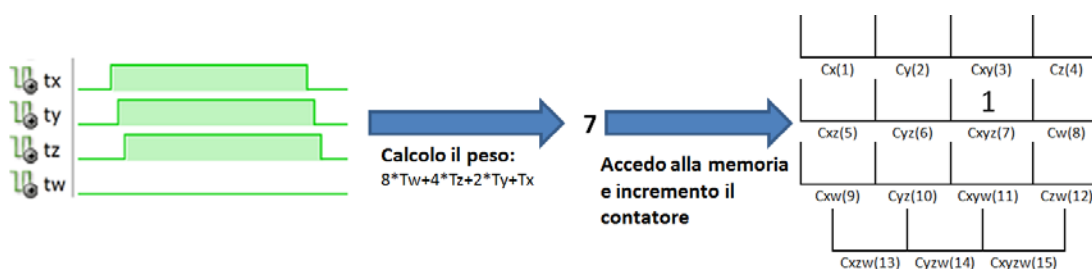 tx
ty
tz
tw
Calcolo il peso:
8*Tw+4*Tz+2*Ty+Tx
7
Accedo alla memoria
e incremento il
contatore
Cx(1) Cy(2) Cxy(3) Cz(4)
1
Cxz(5) Cyz(6) Cxyz(7) Cw(8)
Cxw(9) Cyz(10) Cxyw(11) Czw(12)
Cxzw(13) Cyzw(14) Cxyzw(15)